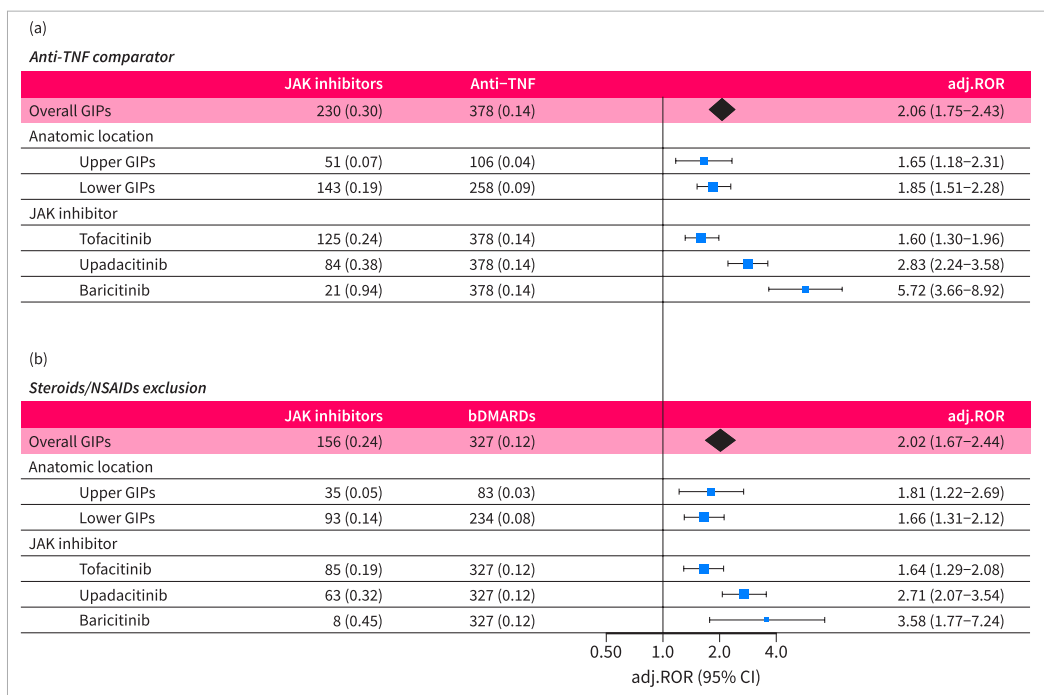 (a)
Anti-TNF comparator
JAK inhibitors Anti−TNF adj.ROR
Overall GIPs 230 (0.30) 378 (0.14) 2.06 (1.75−2.43)
Anatomic location
Upper GIPs 51 (0.07) 106 (0.04) 1.65 (1.18−2.31)
Lower GIPs 143 (0.19) 258 (0.09) 1.85 (1.51−2.28)
JAK inhibitor
Tofacitinib 125 (0.24) 378 (0.14) 1.60 (1.30−1.96)
Upadacitinib 84 (0.38) 378 (0.14) 2.83 (2.24−3.58)
Baricitinib 21 (0.94) 378 (0.14) 5.72 (3.66−8.92)
(b)
Steroids/NSAIDs exclusion
JAK inhibitors bDMARDs adj.ROR
Overall GIPs 156 (0.24) 327 (0.12) 2.02 (1.67−2.44)
Anatomic location
Upper GIPs 35 (0.05) 83 (0.03) 1.81 (1.22−2.69)
Lower GIPs 93 (0.14) 234 (0.08) 1.66 (1.31−2.12)
JAK inhibitor
Tofacitinib 85 (0.19) 327 (0.12) 1.64 (1.29−2.08)
Upadacitinib 63 (0.32) 327 (0.12) 2.71 (2.07−3.54)
Baricitinib 8 (0.45) 327 (0.12) 3.58 (1.77−7.24)
0.50 1.0 2.0 4.0
adj.ROR (95% CI)